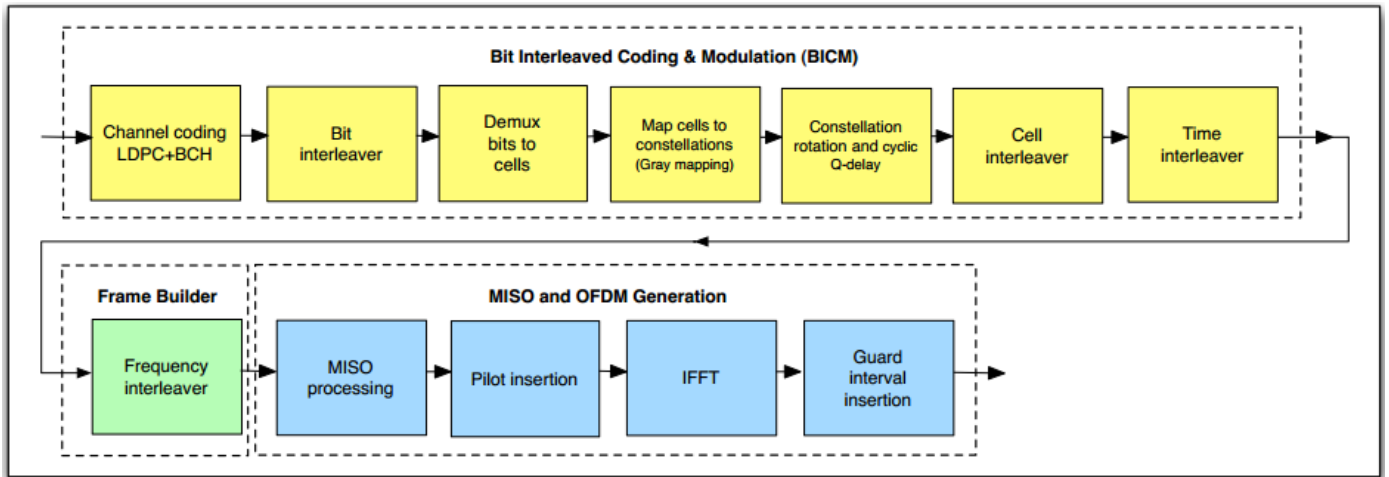 Bit Interleaved Coding & Modulation (BICM)
Channel coding
LDPC+BCH
Bit
interleaver
Demux
bits to
cells
Map cells to
constellations
(Gray mapping)
Constellation
rotation and cyclic
Q-delay
Cell
interleaver
Time
interleaver
Frame Builder
Frequency
interleaver
MISO and OFDM Generation
MISO
processing
Pilot insertion
IFFT
Guard
interval
insertion